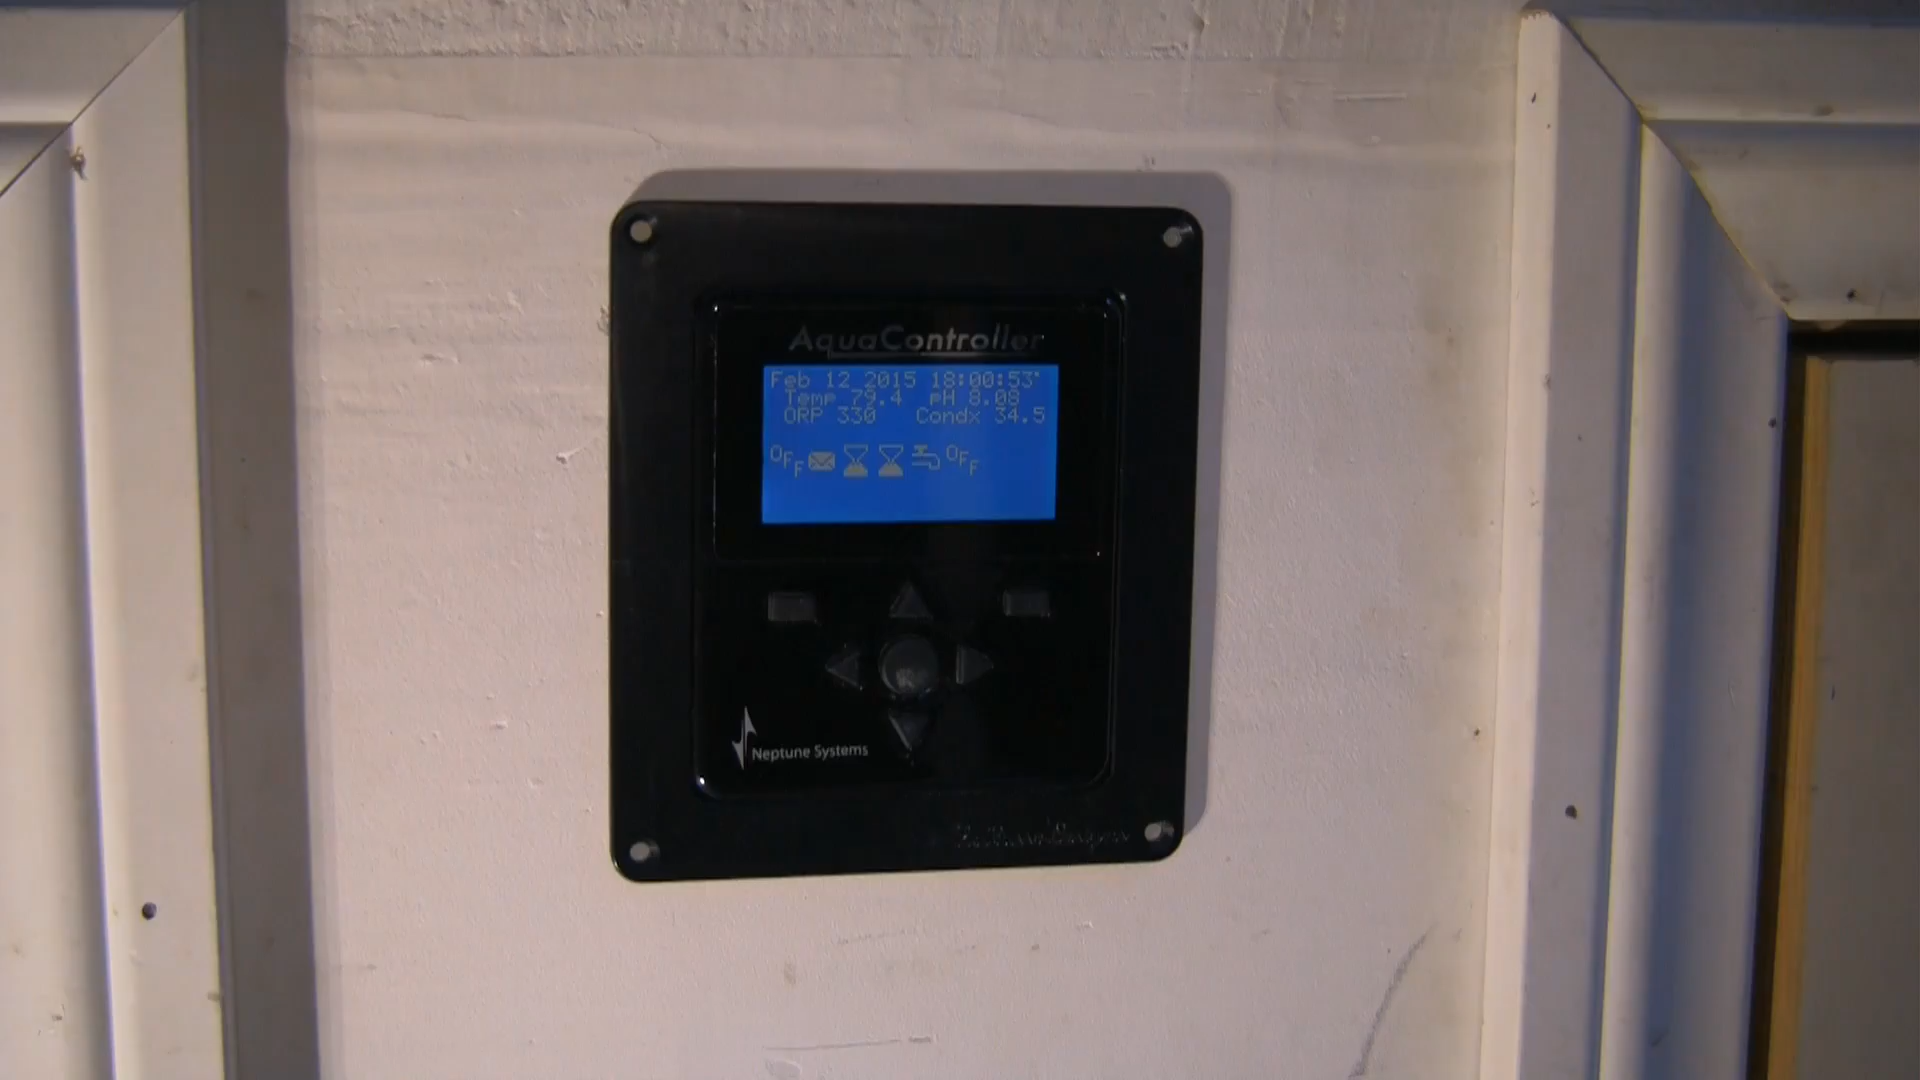 AquaController
Feb 12 2015 18:00:53
Temp 79.4 pH 8.08
ORP 330 Condx 34.5
OFF OFF
Neptune Systems